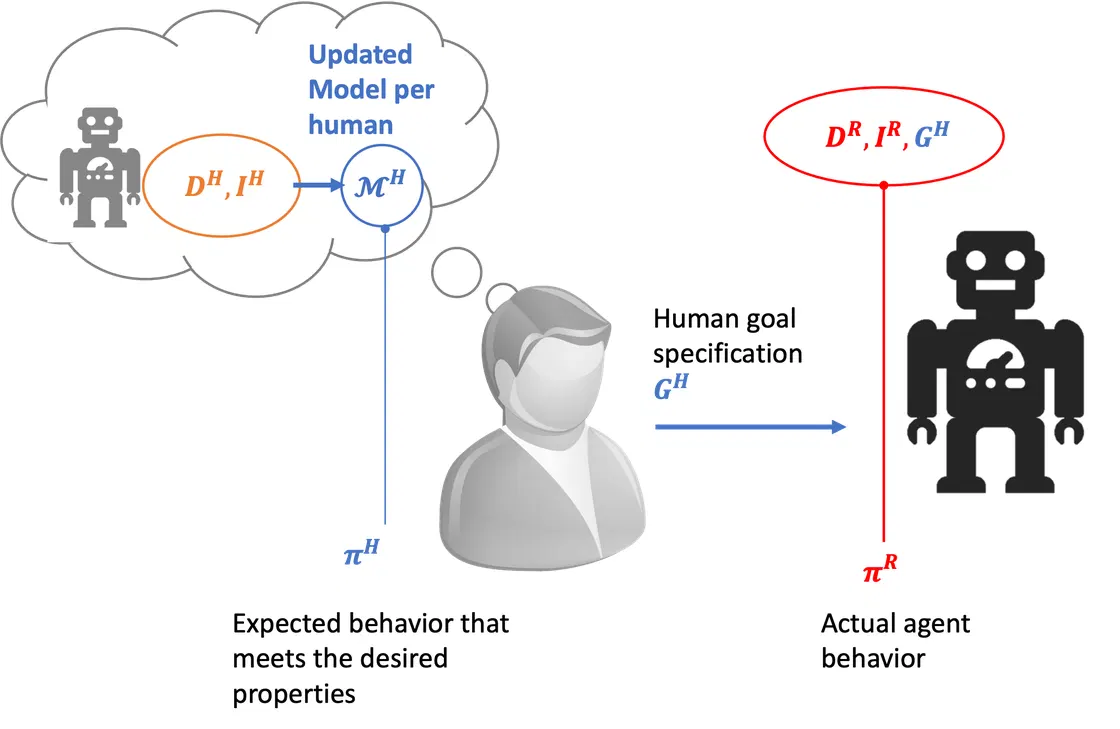 Updated
Model per
human
D^H, I^H
ℳ^H
D^R, I^R, G^H
Human goal
specification
G^H
π^H
π^R
Expected behavior that
meets the desired
properties
Actual agent
behavior